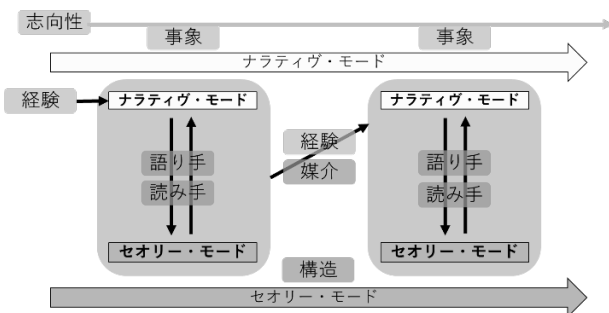 志向性
事象
事象
ナラティヴ・モード
経験
ナラティヴ・モード
語り手
読み手
セオリー・モード
経験
媒介
ナラティヴ・モード
語り手
読み手
セオリー・モード
構造
セオリー・モード